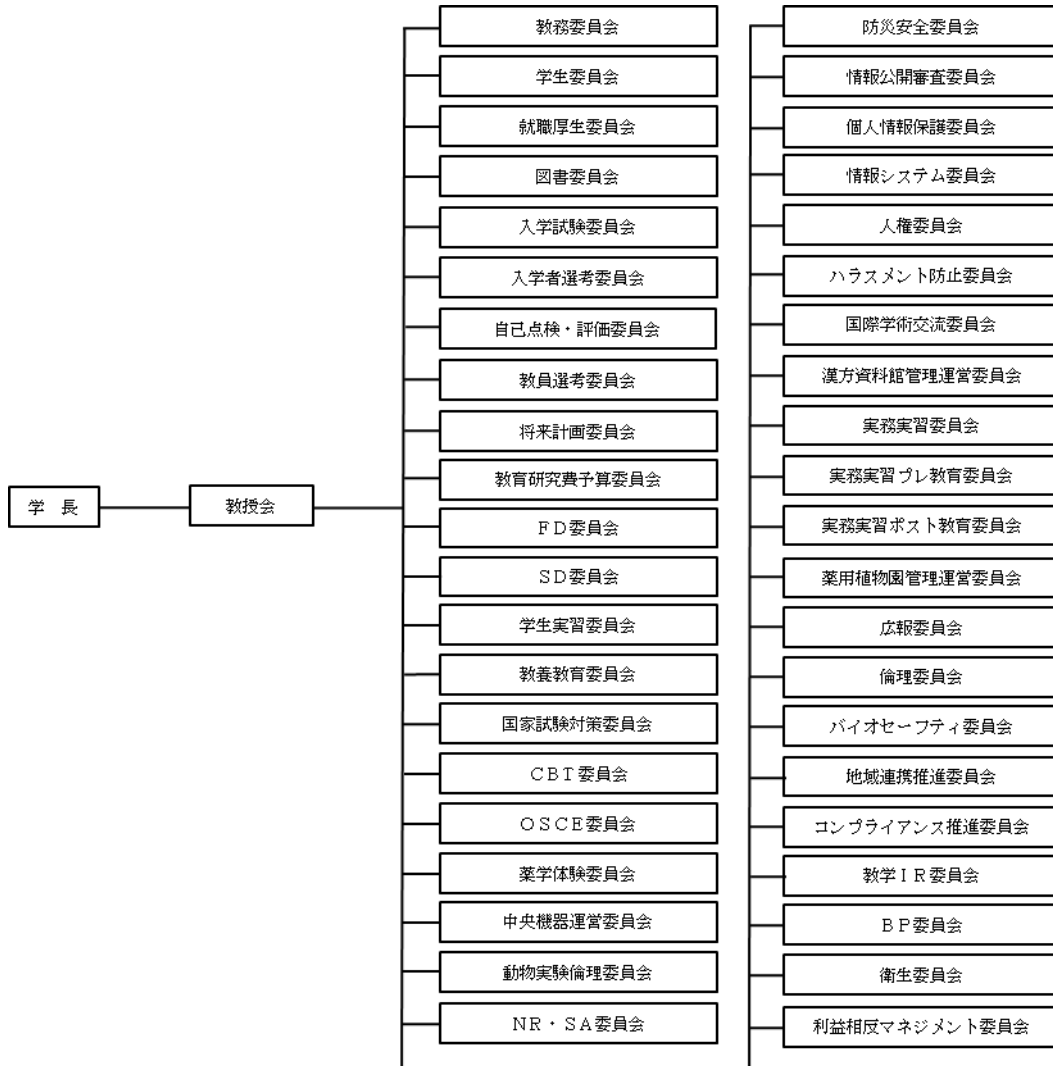 学　長
教授会
教務委員会
学生委員会
就職厚生委員会
図書委員会
入学試験委員会
入学者選考委員会
自己点検・評価委員会
教員選考委員会
将来計画委員会
教育研究費予算委員会
ＦＤ委員会
ＳＤ委員会
学生実習委員会
教養教育委員会
国家試験対策委員会
ＣＢＴ委員会
ＯＳＣＥ委員会
薬学体験委員会
中央機器運営委員会
動物実験倫理委員会
ＮＲ・ＳＡ委員会
防災安全委員会
情報公開審査委員会
個人情報保護委員会
情報システム委員会
人権委員会
ハラスメント防止委員会
国際学術交流委員会
漢方資料館管理運営委員会
実務実習委員会
実務実習プレ教育委員会
実務実習ポスト教育委員会
薬用植物園管理運営委員会
広報委員会
倫理委員会
バイオセーフティ委員会
地域連携推進委員会
コンプライアンス推進委員会
教学ＩＲ委員会
ＢＰ委員会
衛生委員会
利益相反マネジメント委員会